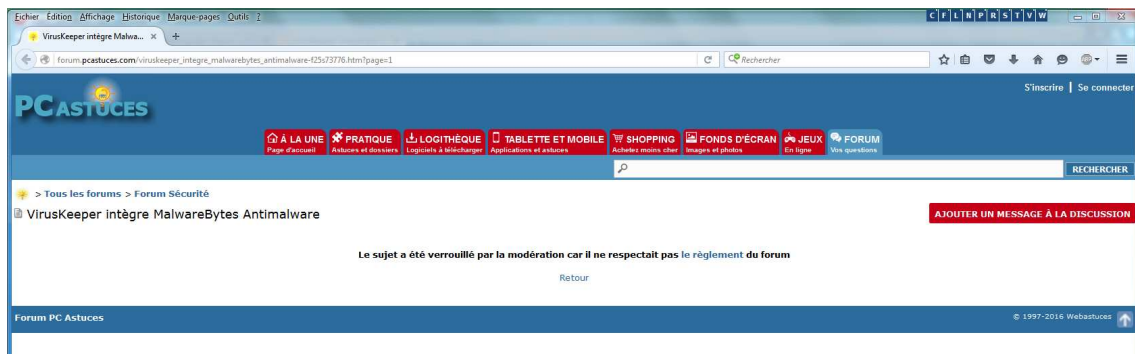 Fichier Édition Affichage Historique Marque-pages Outils ?
C F L N P R S T V W
VirusKeeper intègre Malwa... × +
forum.pcastuces.com/viruskeeper_integre_malwarebytes_antimalware-f25s73776.htm?page=1
Rechercher
S'inscrire | Se connecter
PC ASTUCES
À LA UNE
Page d'accueil
PRATIQUE
Astuces et dossiers
LOGITHÈQUE
Logiciels à télécharger
TABLETTE ET MOBILE
Applications et astuces
SHOPPING
Achetez moins cher
FONDS D'ÉCRAN
Images et photos
JEUX
En ligne
FORUM
Vos questions
RECHERCHER
> Tous les forums > Forum Sécurité
VirusKeeper intègre MalwareBytes Antimalware
AJOUTER UN MESSAGE À LA DISCUSSION
Le sujet a été verrouillé par la modération car il ne respectait pas le règlement du forum
Retour
Forum PC Astuces
© 1997-2016 Webastuces